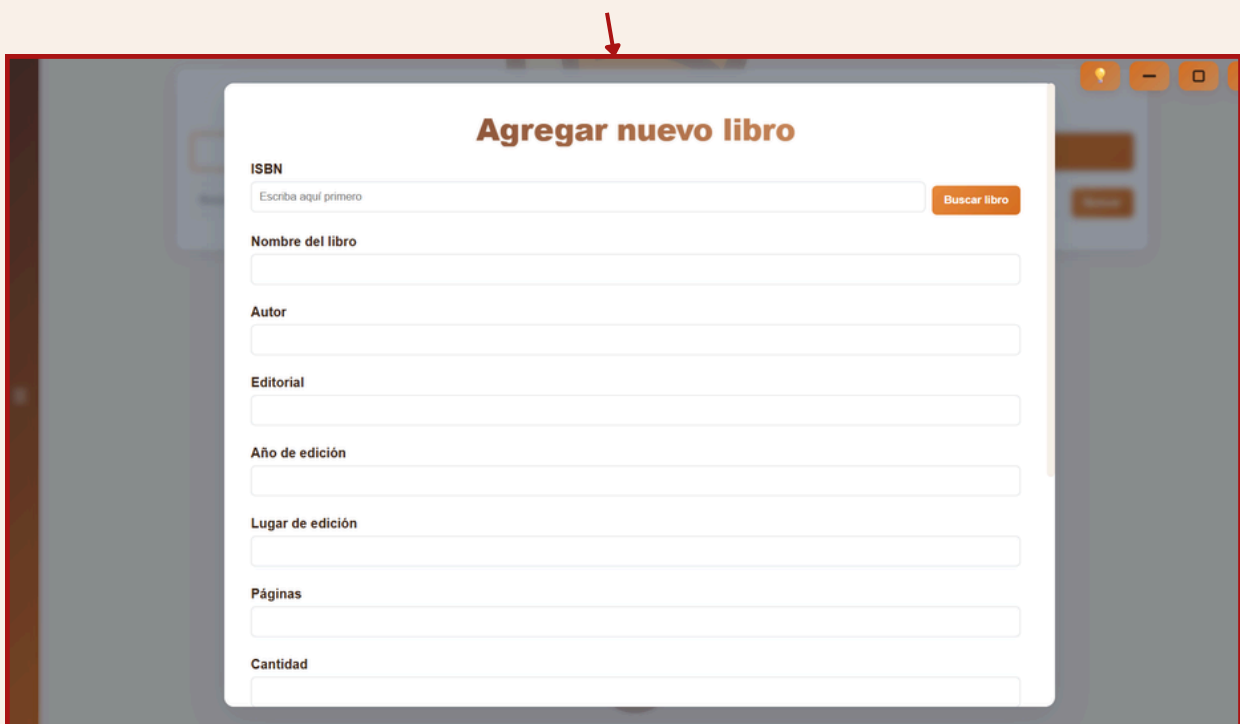 Agregar nuevo libro
ISBN
Escriba aquí primero
Buscar libro
Nombre del libro
Autor
Editorial
Año de edición
Lugar de edición
Páginas
Cantidad